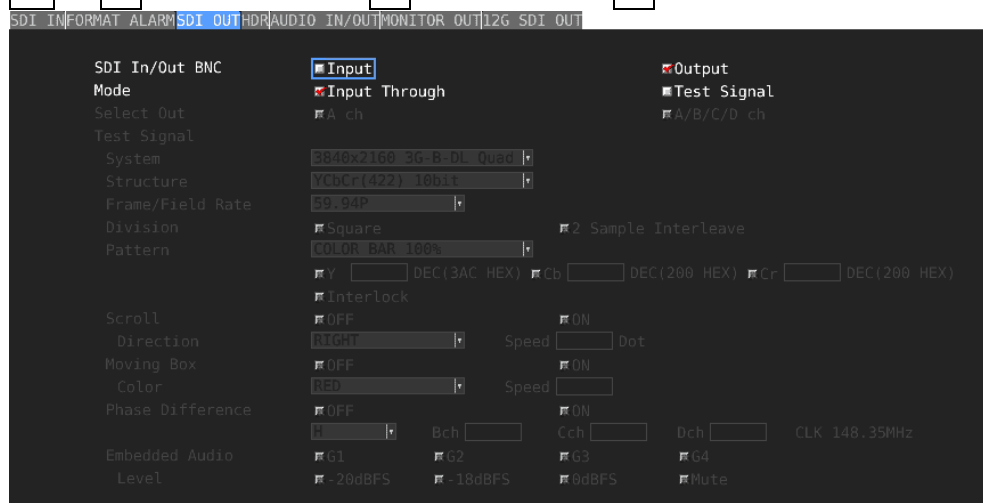 SDI IN FORMAT ALARM SDI OUT HDR AUDIO IN/OUT MONITOR OUT 12G SDI OUT
SDI In/Out BNC Input Output
Mode Input Through Test Signal
Select Out A ch A/B/C/D ch
Test Signal
System 3840x2160 3G-B-DL Quad
Structure YCbCr(422) 10bit
Frame/Field Rate 59.94P
Division Square 2 Sample Interleave
Pattern COLOR BAR 100%
Y DEC(3AC HEX) Cb DEC(200 HEX) Cr DEC(200 HEX)
Interlock
Scroll OFF ON
Direction RIGHT Speed Dot
Moving Box OFF ON
Color RED Speed
Phase Difference OFF ON
H Bch Cch Dch CLK 148.35MHz
Embedded Audio G1 G2 G3 G4
Level -20dBFS -18dBFS 0dBFS Mute